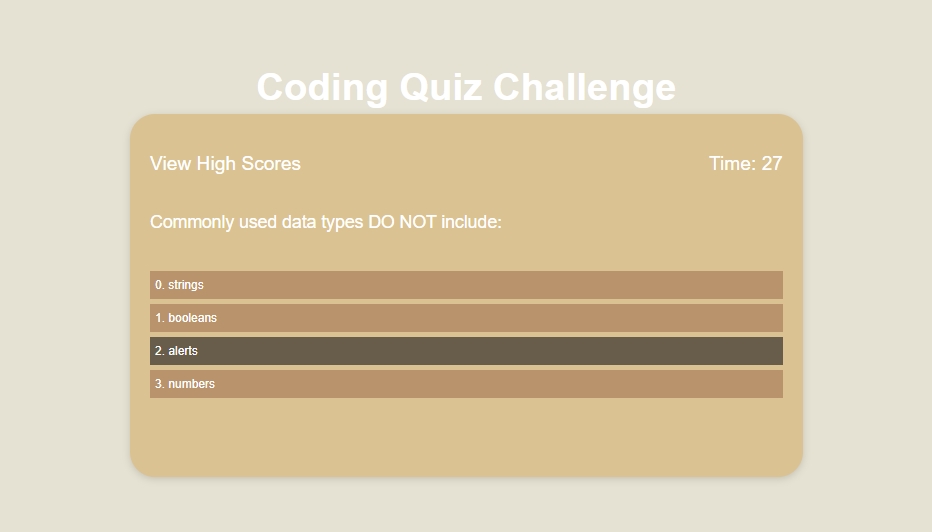 Coding Quiz Challenge
View High Scores
Time: 27
Commonly used data types DO NOT include:
0. strings
1. booleans
2. alerts
3. numbers